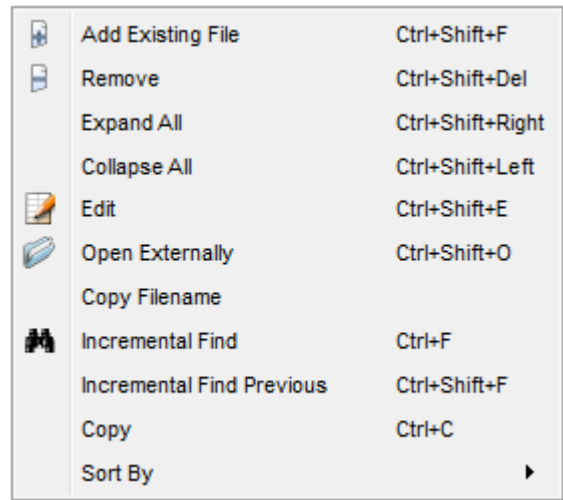 Add Existing File Ctrl+Shift+F
Remove Ctrl+Shift+Del
Expand All Ctrl+Shift+Right
Collapse All Ctrl+Shift+Left
Edit Ctrl+Shift+E
Open Externally Ctrl+Shift+O
Copy Filename
Incremental Find Ctrl+F
Incremental Find Previous Ctrl+Shift+F
Copy Ctrl+C
Sort By